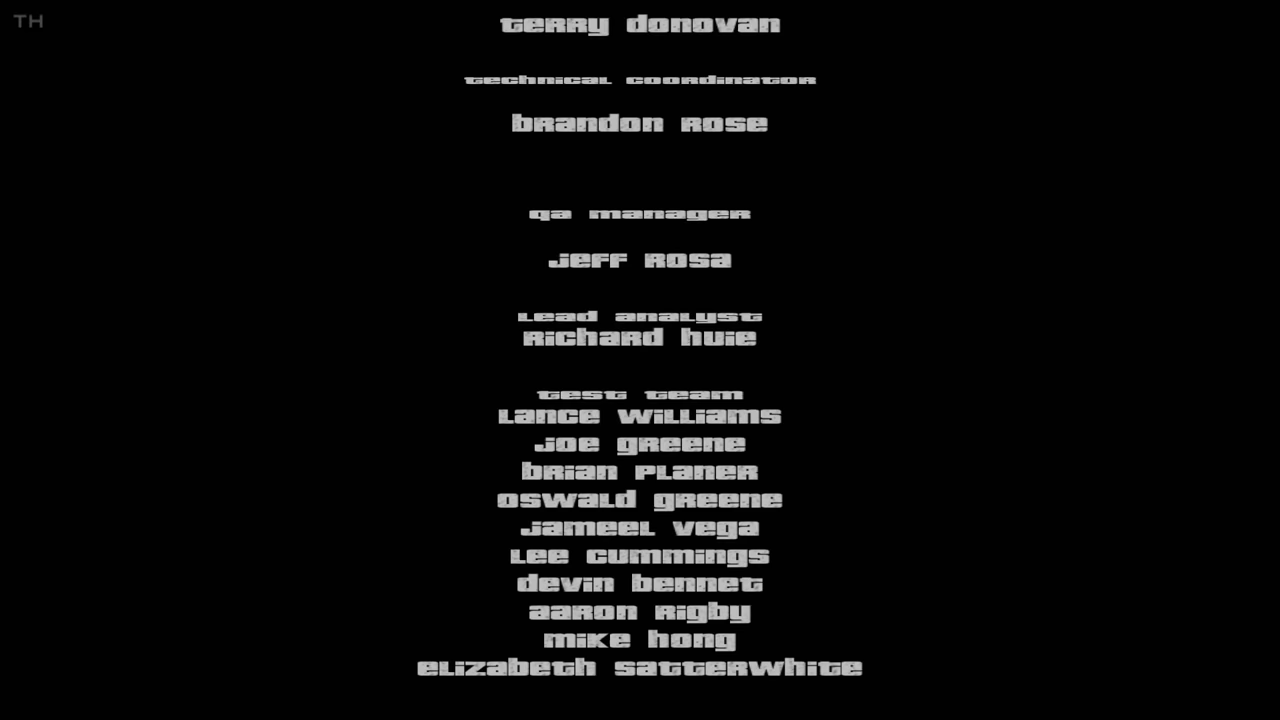 TH
terry donovan
technical coordinator
brandon rose
qa manager
jeff rosa
lead analyst
richard huie
test team
lance williams
joe greene
brian planer
oswald greene
jameel vega
lee cummings
devin bennet
aaron rigby
mike hong
elizabeth satterwhite